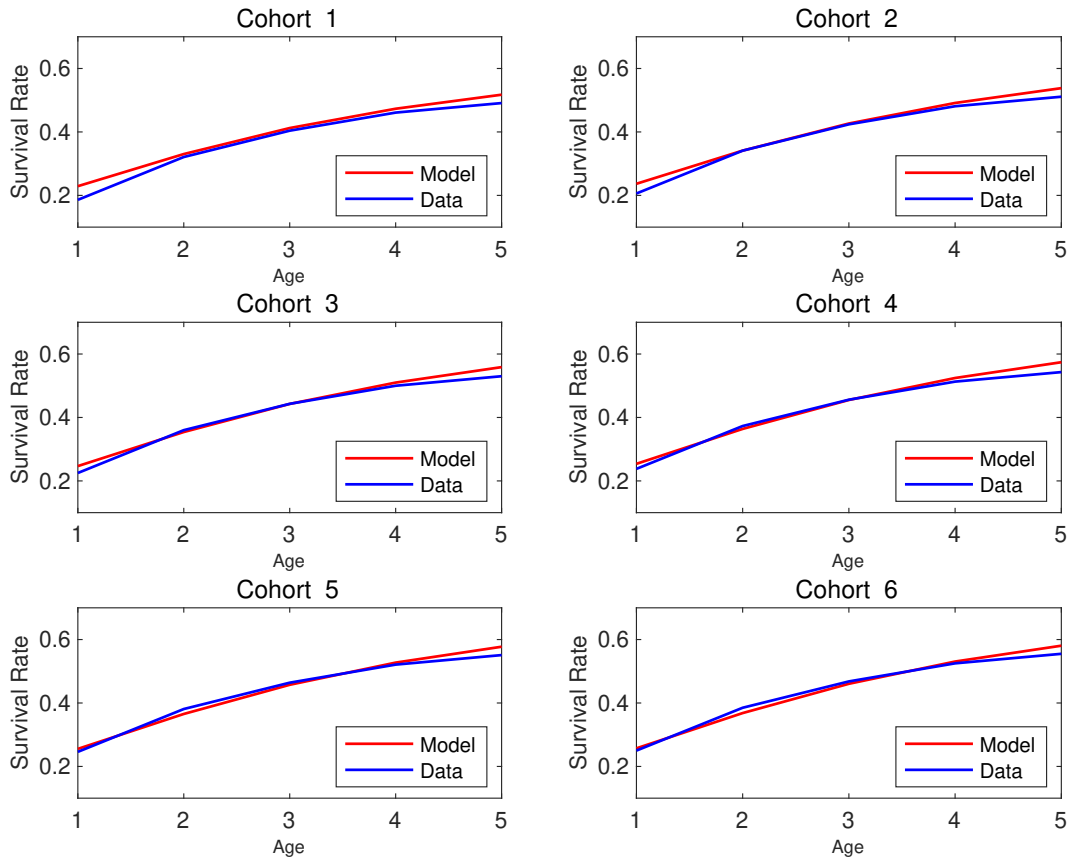 Cohort 1
Survival Rate
0.6
0.4
0.2
Model
Data
1 2 3 4 5
Age
Cohort 2
Survival Rate
0.6
0.4
0.2
Model
Data
1 2 3 4 5
Age
Cohort 3
Survival Rate
0.6
0.4
0.2
Model
Data
1 2 3 4 5
Age
Cohort 4
Survival Rate
0.6
0.4
0.2
Model
Data
1 2 3 4 5
Age
Cohort 5
Survival Rate
0.6
0.4
0.2
Model
Data
1 2 3 4 5
Age
Cohort 6
Survival Rate
0.6
0.4
0.2
Model
Data
1 2 3 4 5
Age